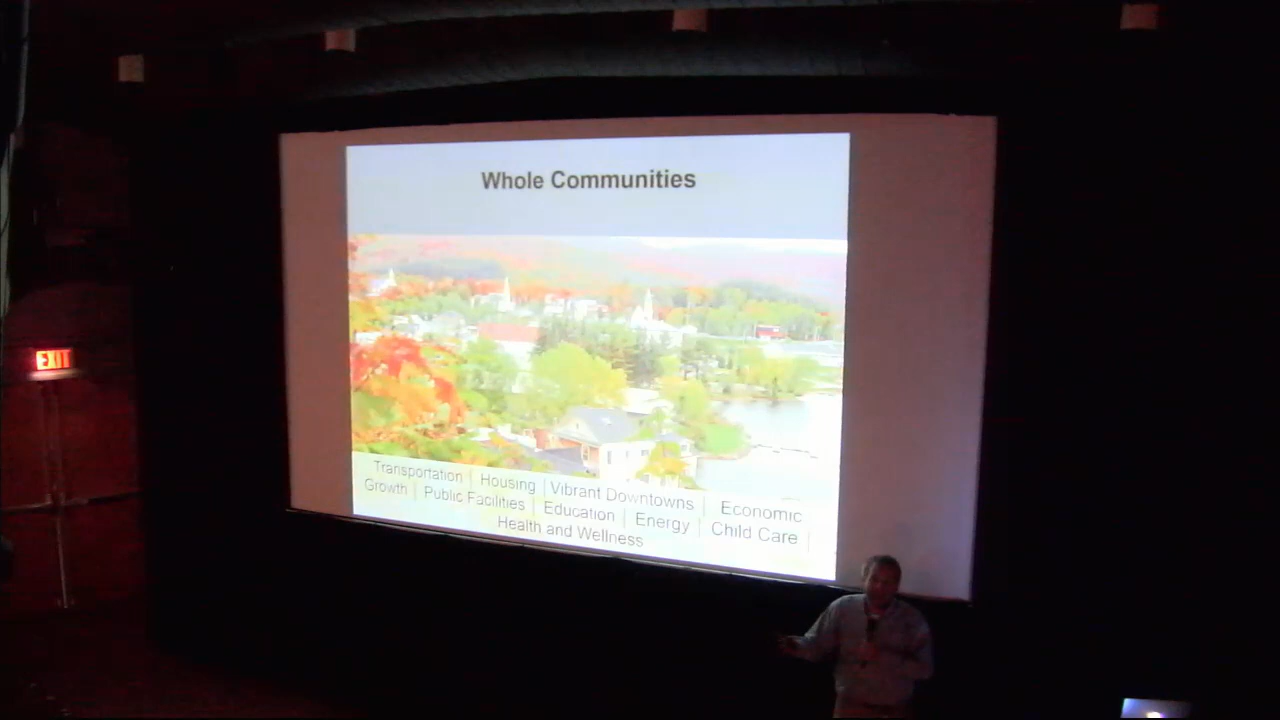 Whole Communities
EXIT
Transportation | Housing | Vibrant Downtowns | Economic
Growth | Public Facilities | Education | Energy | Child Care |
Health and Wellness